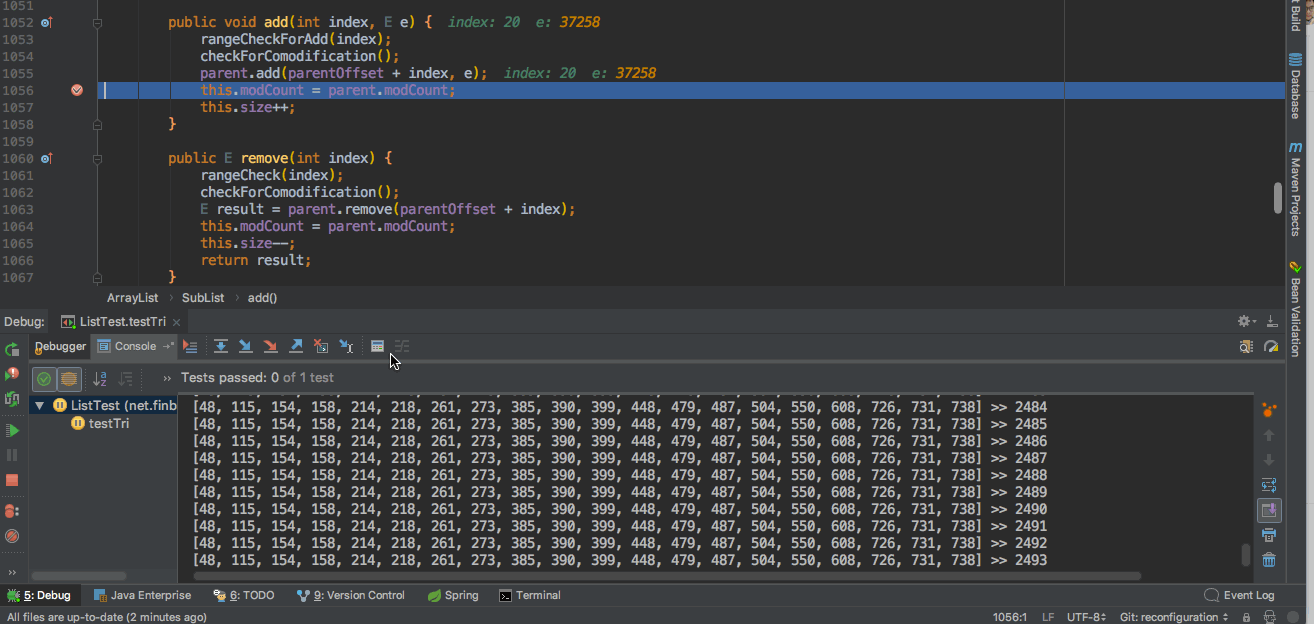 1051
1052 public void add(int index, E e) { index: 20 e: 37258
1053 rangeCheckForAdd(index);
1054 checkForComodification();
1055 parent.add(parentOffset + index, e); index: 20 e: 37258
1056 this.modCount = parent.modCount;
1057 this.size++;
1058 }
1059
1060 public E remove(int index) {
1061 rangeCheck(index);
1062 checkForComodification();
1063 E result = parent.remove(parentOffset + index);
1064 this.modCount = parent.modCount;
1065 this.size--;
1066 return result;
1067 }
t Build
Database
m Maven Projects
Bean Validation
ArrayList › SubList › add()
Debug: ListTest.testTri ×
Debugger Console
» Tests passed: 0 of 1 test
ListTest (net.finb
testTri
[48, 115, 154, 158, 214, 218, 261, 273, 385, 390, 399, 448, 479, 487, 504, 550, 608, 726, 731, 738] >> 2484
[48, 115, 154, 158, 214, 218, 261, 273, 385, 390, 399, 448, 479, 487, 504, 550, 608, 726, 731, 738] >> 2485
[48, 115, 154, 158, 214, 218, 261, 273, 385, 390, 399, 448, 479, 487, 504, 550, 608, 726, 731, 738] >> 2486
[48, 115, 154, 158, 214, 218, 261, 273, 385, 390, 399, 448, 479, 487, 504, 550, 608, 726, 731, 738] >> 2487
[48, 115, 154, 158, 214, 218, 261, 273, 385, 390, 399, 448, 479, 487, 504, 550, 608, 726, 731, 738] >> 2488
[48, 115, 154, 158, 214, 218, 261, 273, 385, 390, 399, 448, 479, 487, 504, 550, 608, 726, 731, 738] >> 2489
[48, 115, 154, 158, 214, 218, 261, 273, 385, 390, 399, 448, 479, 487, 504, 550, 608, 726, 731, 738] >> 2490
[48, 115, 154, 158, 214, 218, 261, 273, 385, 390, 399, 448, 479, 487, 504, 550, 608, 726, 731, 738] >> 2491
[48, 115, 154, 158, 214, 218, 261, 273, 385, 390, 399, 448, 479, 487, 504, 550, 608, 726, 731, 738] >> 2492
[48, 115, 154, 158, 214, 218, 261, 273, 385, 390, 399, 448, 479, 487, 504, 550, 608, 726, 731, 738] >> 2493
»
5: Debug Java Enterprise 6: TODO 9: Version Control Spring Terminal Event Log
All files are up-to-date (2 minutes ago) 1056:1 LF UTF-8 Git: reconfiguration